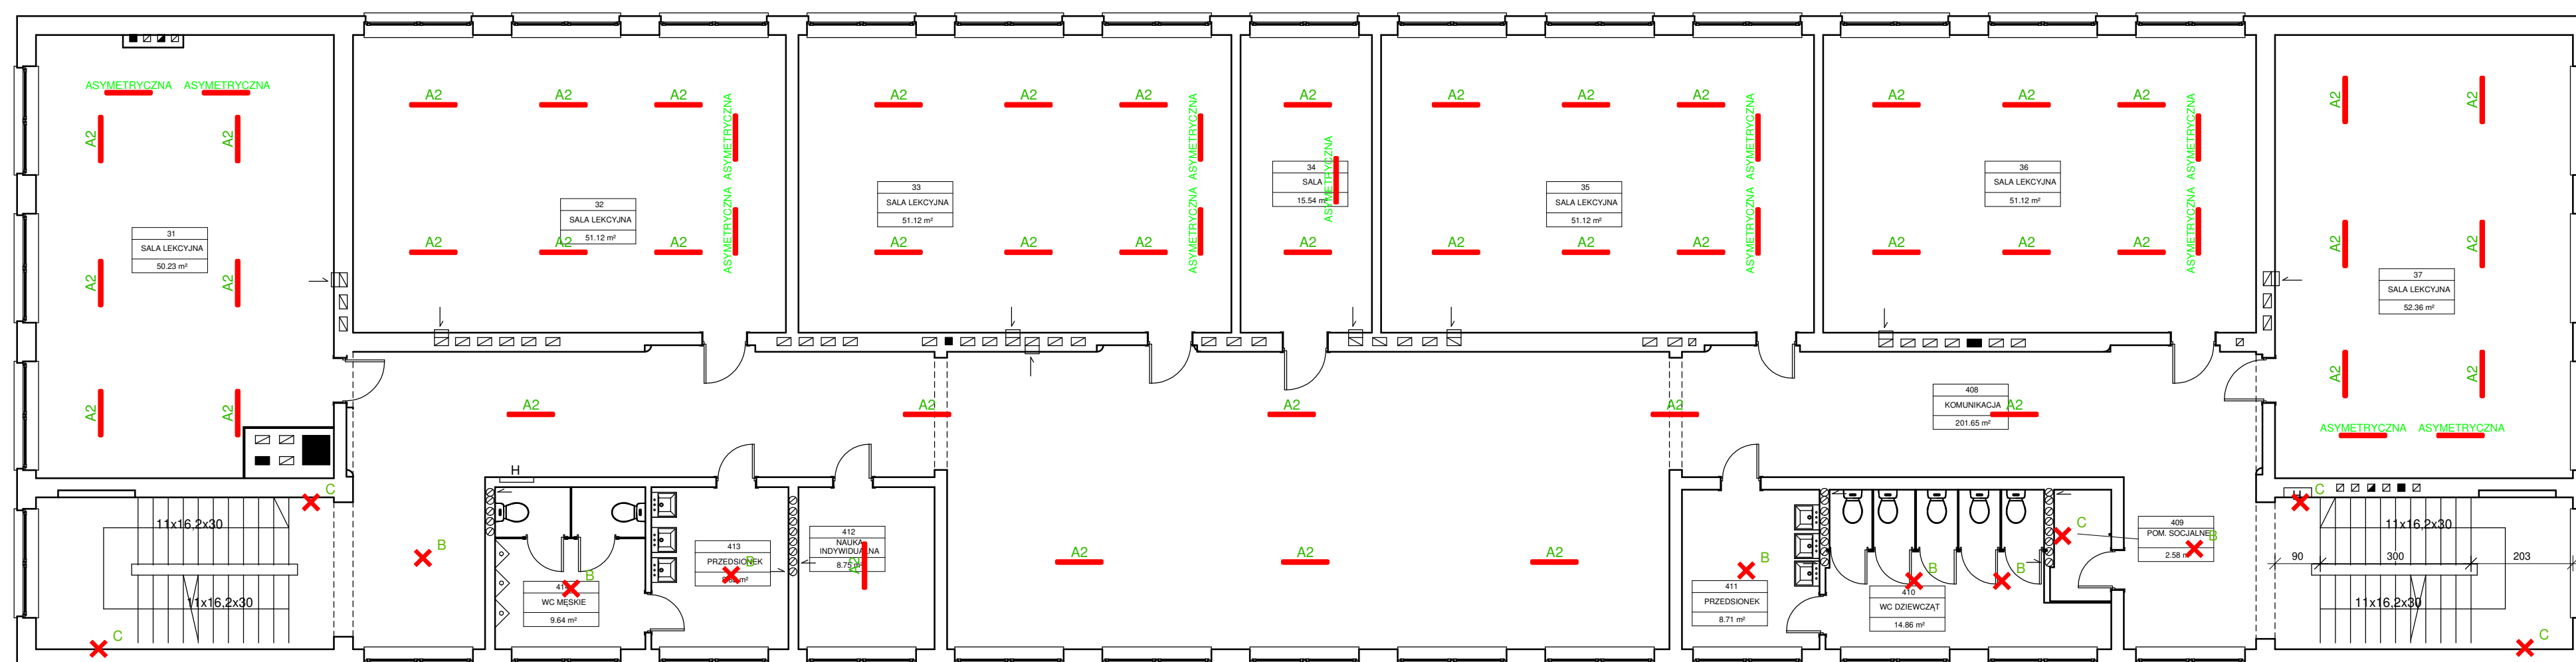 ASYMETRYCZNA ASYMETRYCZNA
A2 A2
31
SALA LEKCYJNA
50.23 m²
A2 A2
A2 A2
A2 A2 A2
ASYMETRYCZNA
ASYMETRYCZNA
32
SALA LEKCYJNA
51.12 m²
A2 A2 A2
A2 A2 A2
ASYMETRYCZNA
ASYMETRYCZNA
33
SALA LEKCYJNA
51.12 m²
A2 A2 A2
A2
34
SALA
15.54 m²
ASYMETRYCZNA
A2
A2 A2 A2
ASYMETRYCZNA
ASYMETRYCZNA
35
SALA LEKCYJNA
51.12 m²
A2 A2 A2
A2 A2 A2
ASYMETRYCZNA
ASYMETRYCZNA
36
SALA LEKCYJNA
51.12 m²
A2 A2 A2
A2 A2
A2 A2
37
SALA LEKCYJNA
52.36 m²
A2 A2
ASYMETRYCZNA ASYMETRYCZNA
A2 A2 A2 A2 A2
408
KOMUNIKACJA
201.65 m²
H
C
11x16,2x30
11x16,2x30
C
B
WC MĘSKIE
9.64 m²
B
413
PRZEDSIONEK
B
412
NAUKA
INDYWIDUALNA
8.75 m²
A2
A2 A2 A2
411
PRZEDSIONEK
8.71 m²
B
410
WC DZIEWCZĄT
14.86 m²
B B
C
409
POM. SOCJALNE
2.58 m²
B
H
C
11x16,2x30
90 300 203
11x16,2x30
C